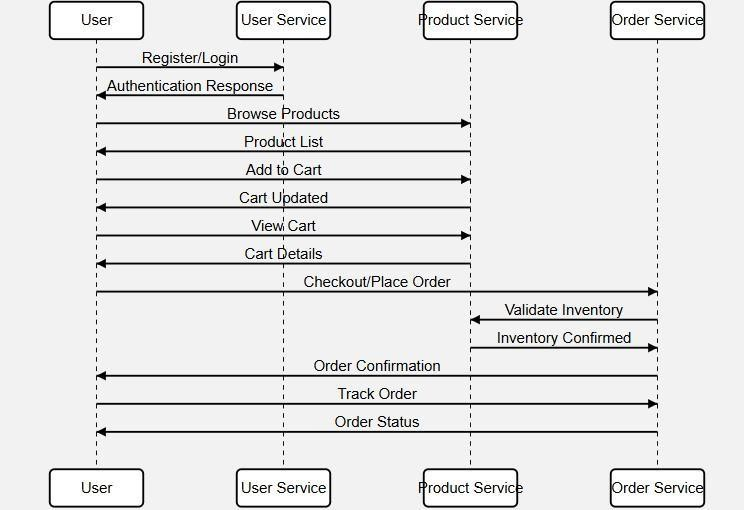 User User Service Product Service Order Service
Register/Login
Authentication Response
Browse Products
Product List
Add to Cart
Cart Updated
View Cart
Cart Details
Checkout/Place Order
Validate Inventory
Inventory Confirmed
Order Confirmation
Track Order
Order Status
User User Service Product Service Order Service